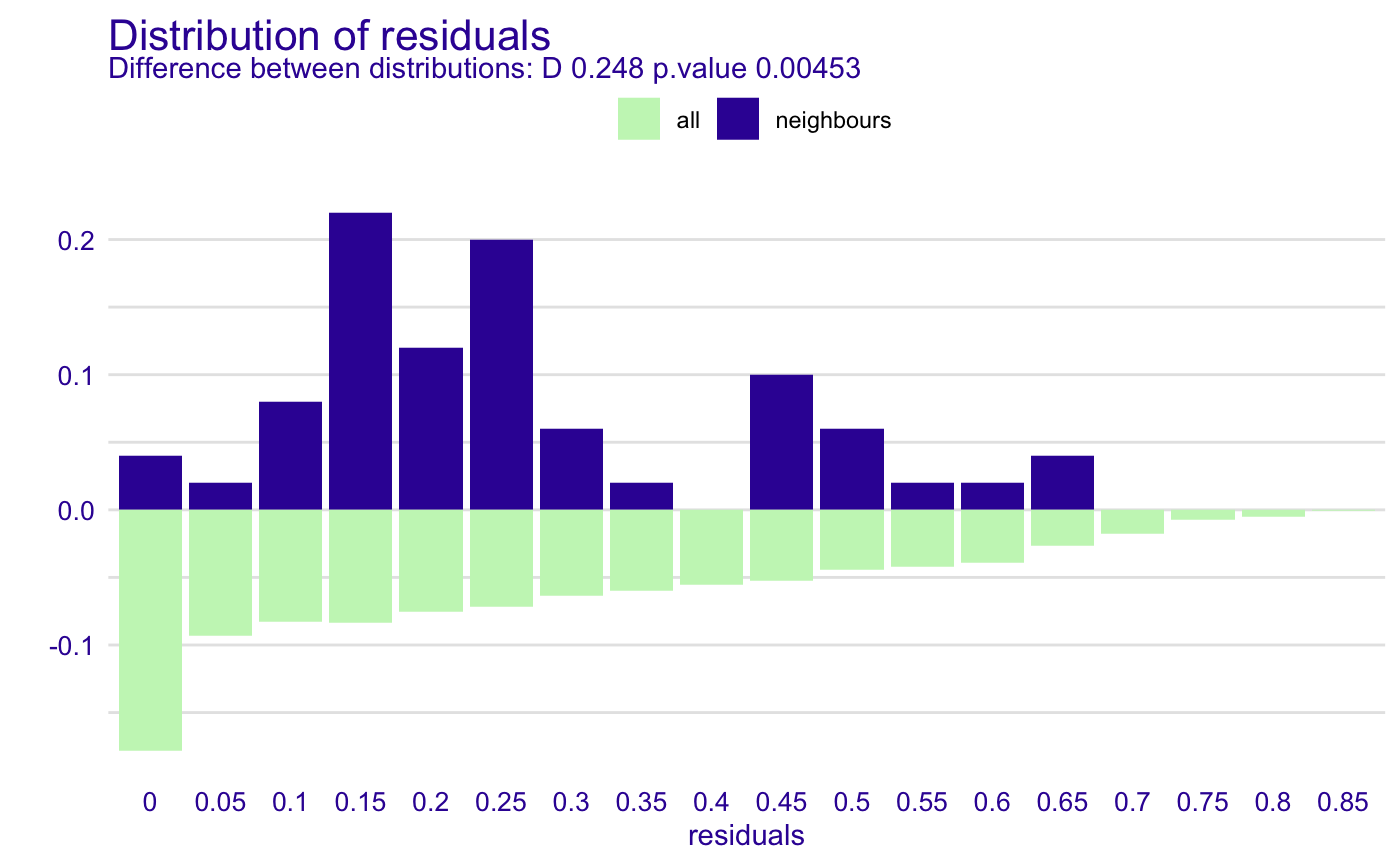 Distribution of residuals
Difference between distributions: D 0.248 p.value 0.00453
all neighbours
0.2
0.1
0.0
-0.1
0 0.05 0.1 0.15 0.2 0.25 0.3 0.35 0.4 0.45 0.5 0.55 0.6 0.65 0.7 0.75 0.8 0.85
residuals